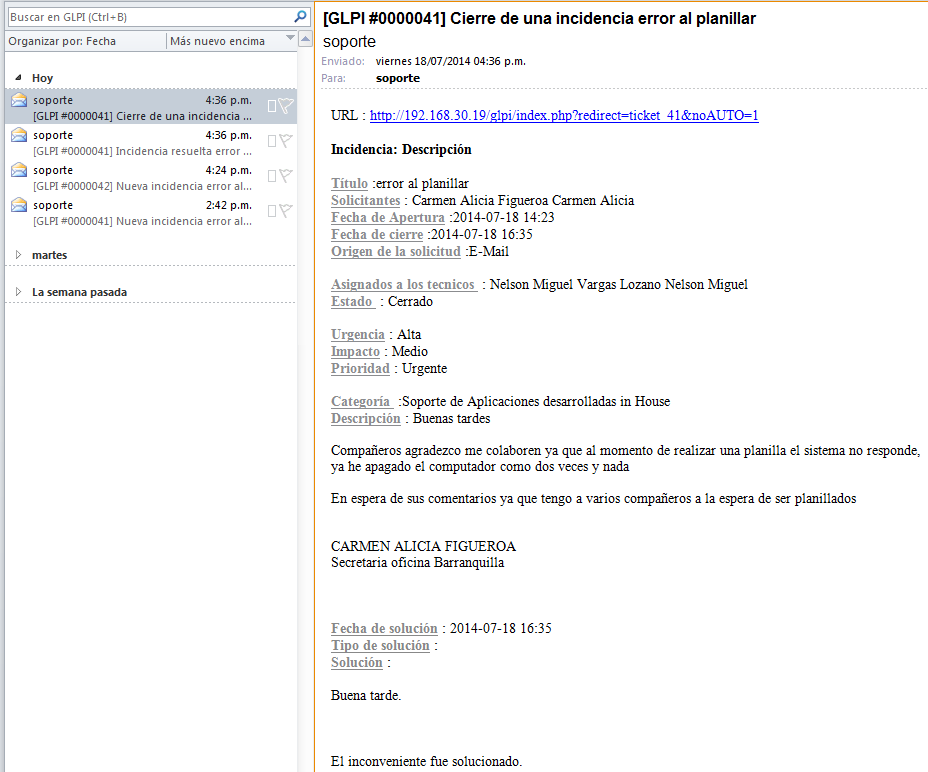 Buscar en GLPI (Ctrl+B)
Organizar por: Fecha
Más nuevo encima
Hoy
soporte 4:36 p.m.
[GLPI #0000041] Cierre de una incidencia ...
soporte 4:36 p.m.
[GLPI #0000041] Incidencia resuelta error ...
soporte 4:24 p.m.
[GLPI #0000042] Nueva incidencia error al...
soporte 2:42 p.m.
[GLPI #0000041] Nueva incidencia error al...
martes
La semana pasada
[GLPI #0000041] Cierre de una incidencia error al planillar
soporte
Enviado: viernes 18/07/2014 04:36 p.m.
Para: soporte
URL : http://192.168.30.19/glpi/index.php?redirect=ticket_41&noAUTO=1
Incidencia: Descripción
Título :error al planillar
Solicitantes : Carmen Alicia Figueroa Carmen Alicia
Fecha de Apertura :2014-07-18 14:23
Fecha de cierre :2014-07-18 16:35
Origen de la solicitud :E-Mail
Asignados a los tecnicos : Nelson Miguel Vargas Lozano Nelson Miguel
Estado : Cerrado
Urgencia : Alta
Impacto : Medio
Prioridad : Urgente
Categoría :Soporte de Aplicaciones desarrolladas in House
Descripción : Buenas tardes
Compañeros agradezco me colaboren ya que al momento de realizar una planilla el sistema no responde,
ya he apagado el computador como dos veces y nada
En espera de sus comentarios ya que tengo a varios compañeros a la espera de ser planillados
CARMEN ALICIA FIGUEROA
Secretaria oficina Barranquilla
Fecha de solución : 2014-07-18 16:35
Tipo de solución :
Solución :
Buena tarde.
El inconveniente fue solucionado.